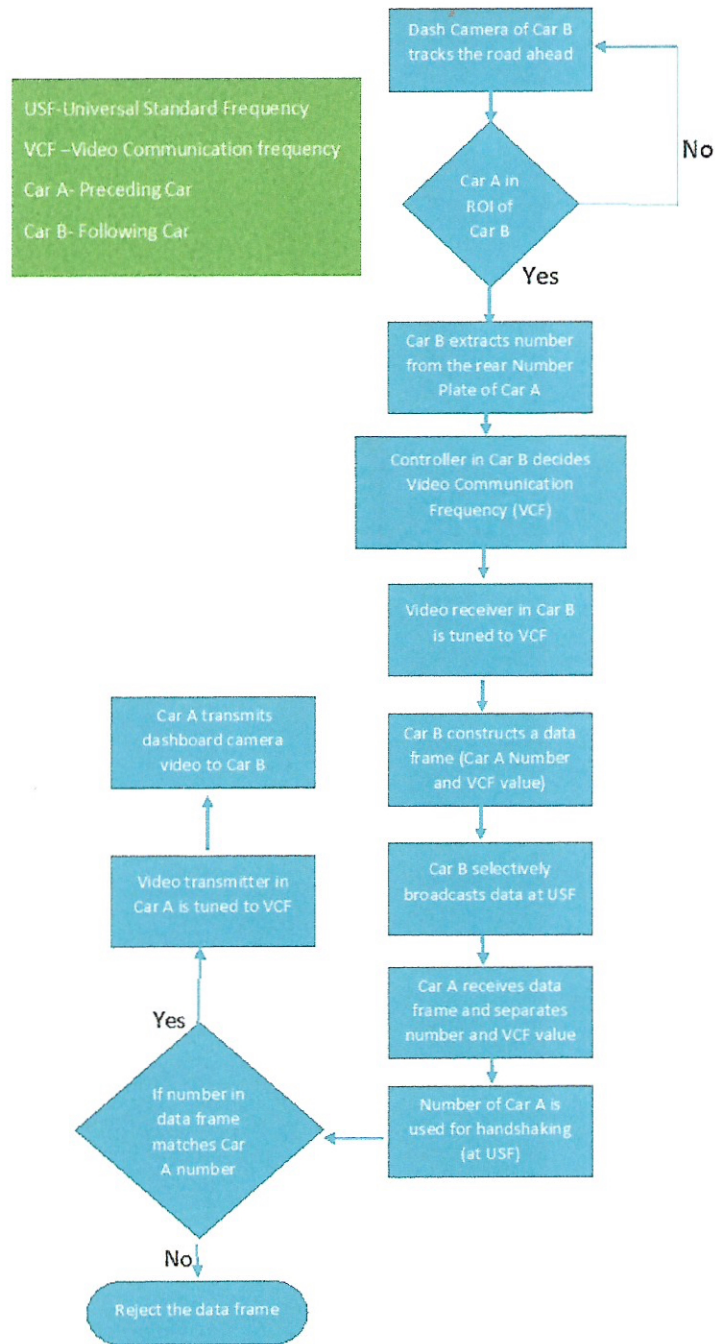 Dash Camera of Car B
tracks the road ahead
USF-Universal Standard Frequency
VCF –Video Communication frequency
Car A- Preceding Car
Car B- Following Car
No
Car A in
ROI of
Car B
Yes
Car B extracts number
from the rear Number
Plate of Car A
Controller in Car B decides
Video Communication
Frequency (VCF)
Video receiver in Car B
is tuned to VCF
Car B constructs a data
frame (Car A Number
and VCF value)
Car B selectively
broadcasts data at USF
Car A receives data
frame and separates
number and VCF value
Number of Car A is
used for handshaking
(at USF)
If number in
data frame
matches Car
A number
Yes
Video transmitter in
Car A is tuned to VCF
Car A transmits
dashboard camera
video to Car B
No
Reject the data frame